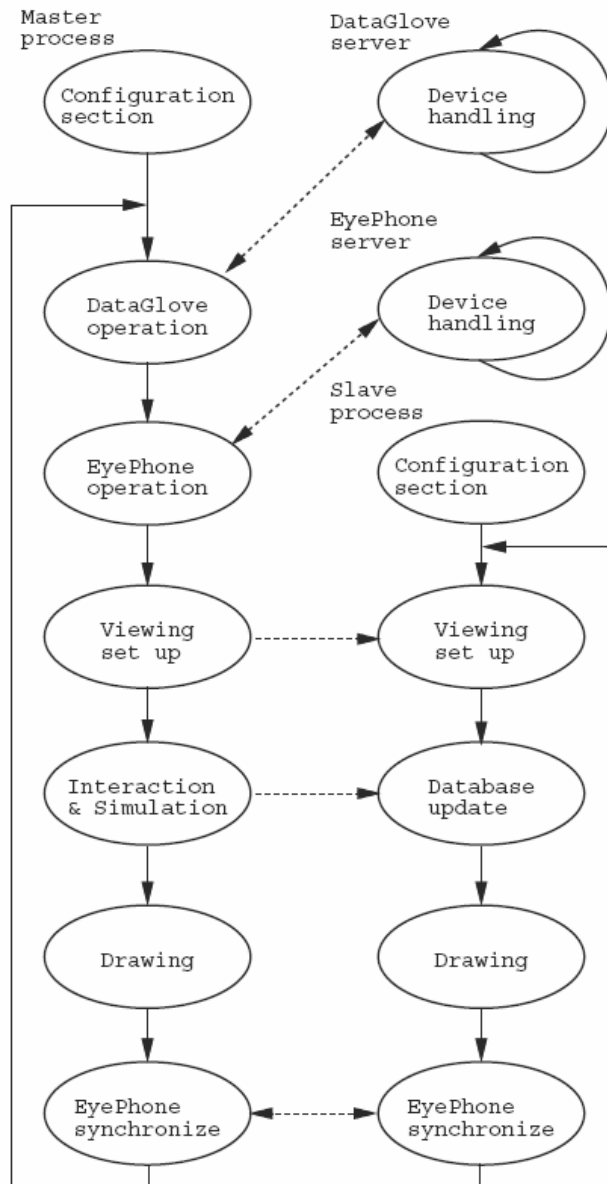 Master
process
Configuration
section
DataGlove
operation
EyePhone
operation
Viewing
set up
Interaction
& Simulation
Drawing
EyePhone
synchronize
DataGlove
server
Device
handling
EyePhone
server
Device
handling
Slave
process
Configuration
section
Viewing
set up
Database
update
Drawing
EyePhone
synchronize